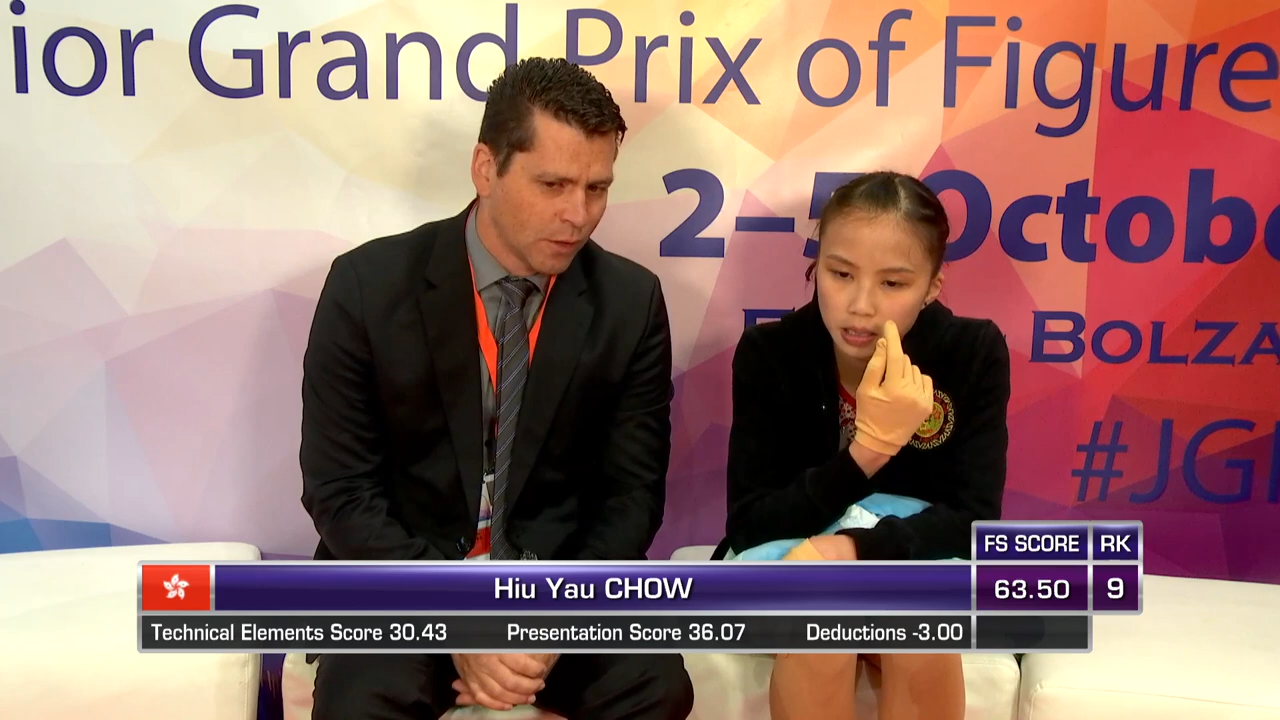 ior Grand Prix of Figure
2–5 Octobe
BOLZA
#JG
FS SCORE RK
Hiu Yau CHOW 63.50 9
Technical Elements Score 30.43 Presentation Score 36.07 Deductions -3.00